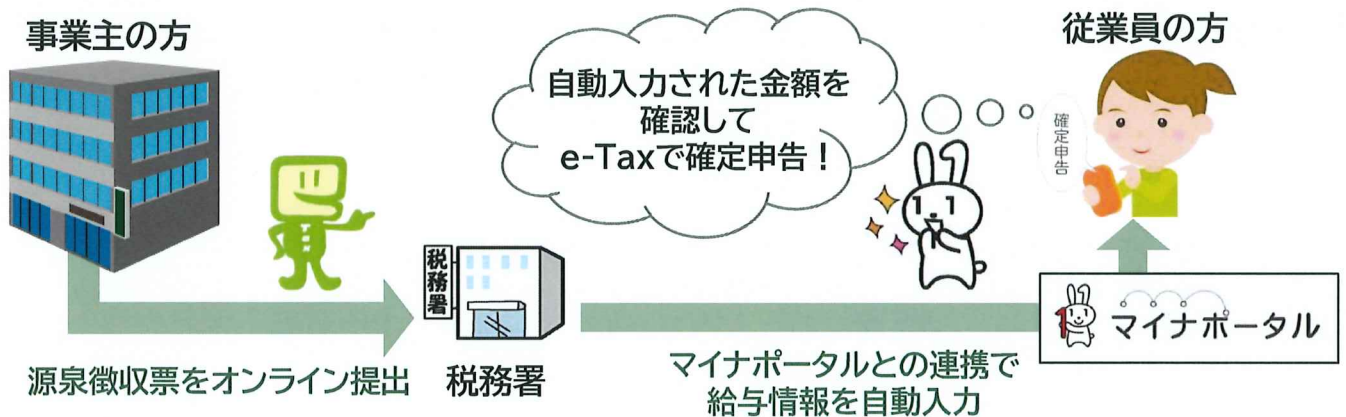 事業主の方
従業員の方
自動入力された金額を
確認して
e-Taxで確定申告！
確定申告
税務署
マイナポータル
源泉徴収票をオンライン提出
税務署
マイナポータルとの連携で
給与情報を自動入力